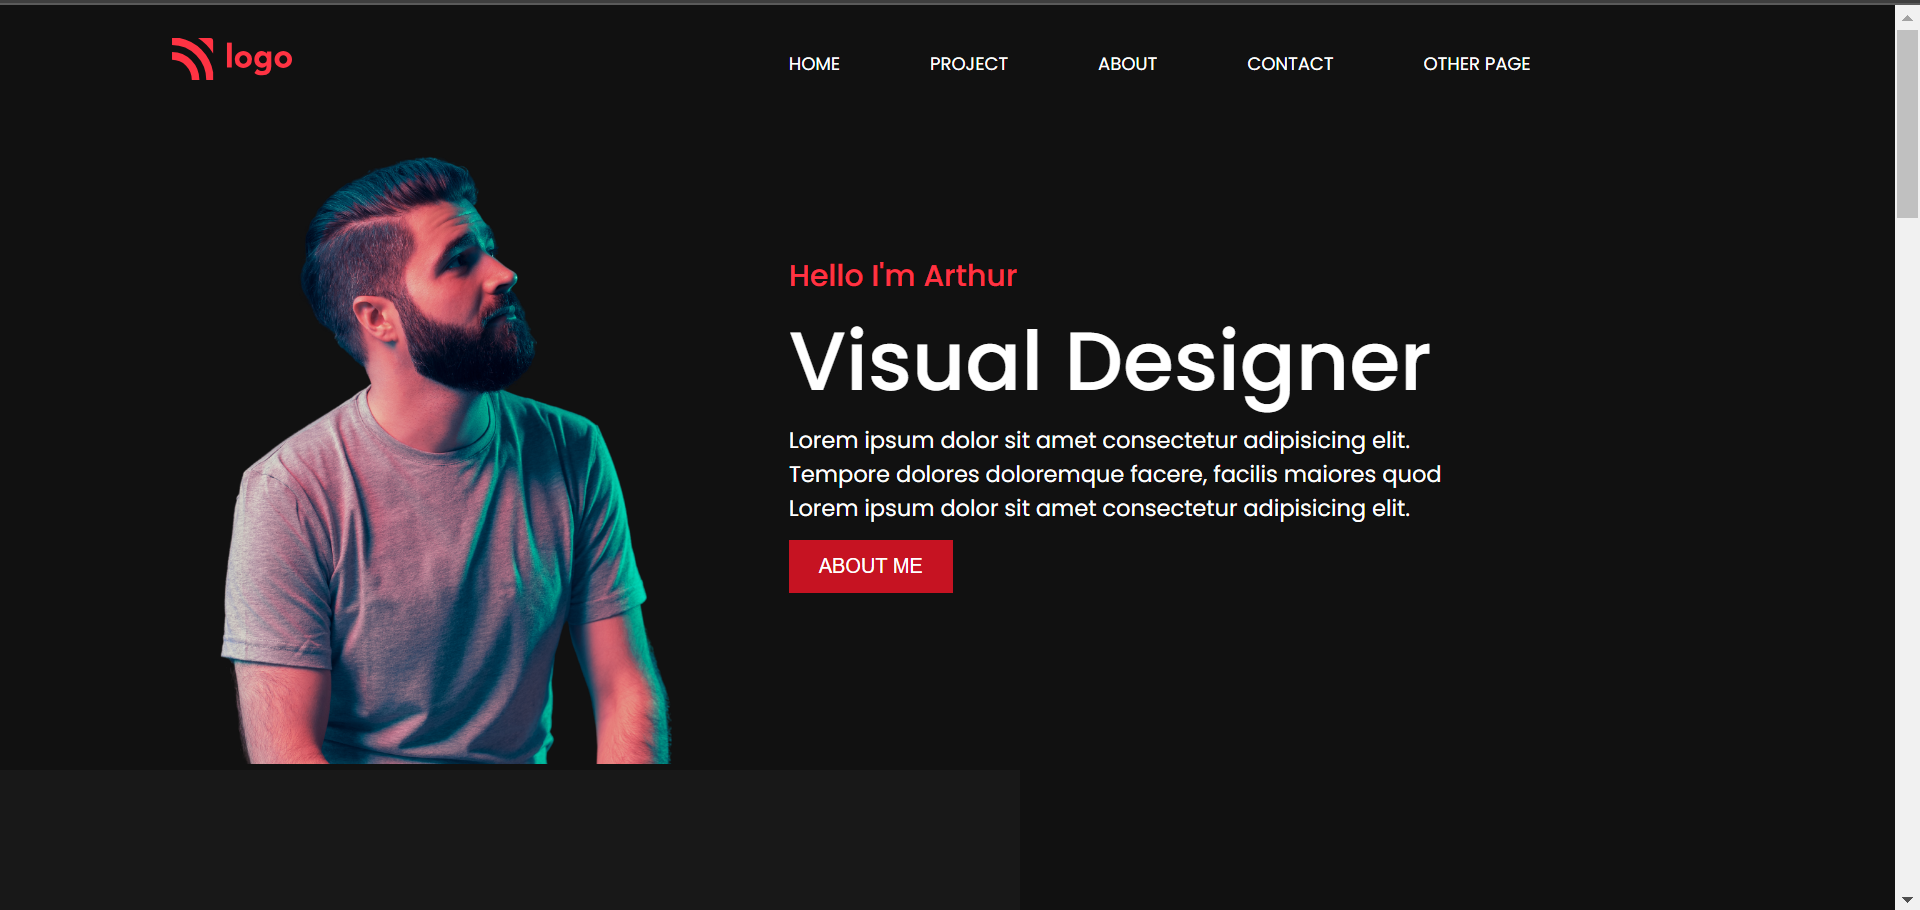 logo
HOME PROJECT ABOUT CONTACT OTHER PAGE
Hello I'm Arthur
Visual Designer
Lorem ipsum dolor sit amet consectetur adipisicing elit.
Tempore dolores doloremque facere, facilis maiores quod
Lorem ipsum dolor sit amet consectetur adipisicing elit.
ABOUT ME